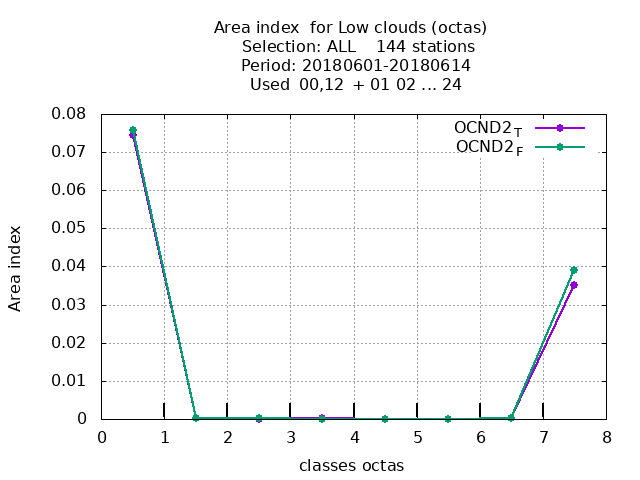 Area index  for Low clouds (octas)
Selection: ALL    144 stations
Period: 20180601-20180614
Used  00,12  + 01 02 ... 24
0.08
0.07
0.06
0.05
0.04
0.03
0.02
0.01
0
Area index
OCND2T
OCND2F
0 1 2 3 4 5 6 7 8
classes octas